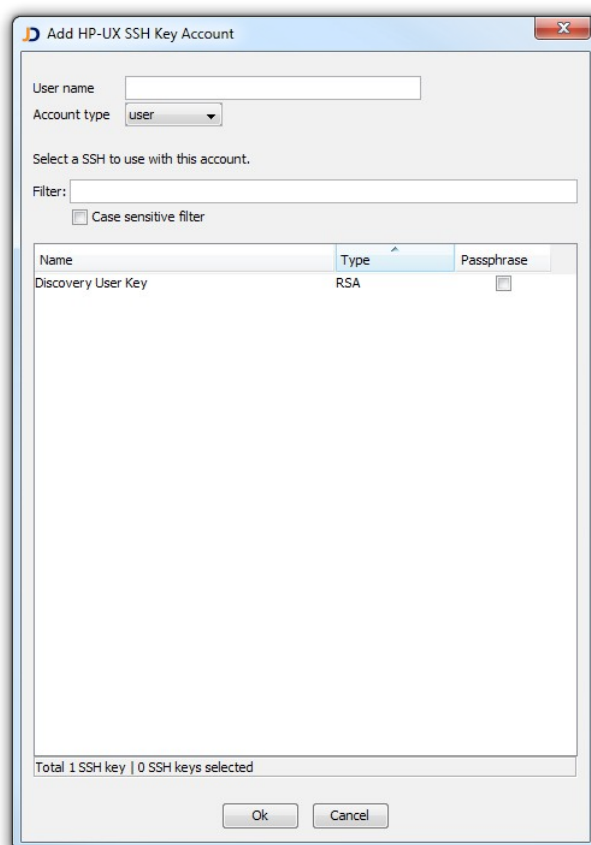 JD Add HP-UX SSH Key Account
User name
Account type user
Select a SSH to use with this account.
Filter:
Case sensitive filter
Name Type Passphrase
Discovery User Key RSA
Total 1 SSH key | 0 SSH keys selected
Ok Cancel